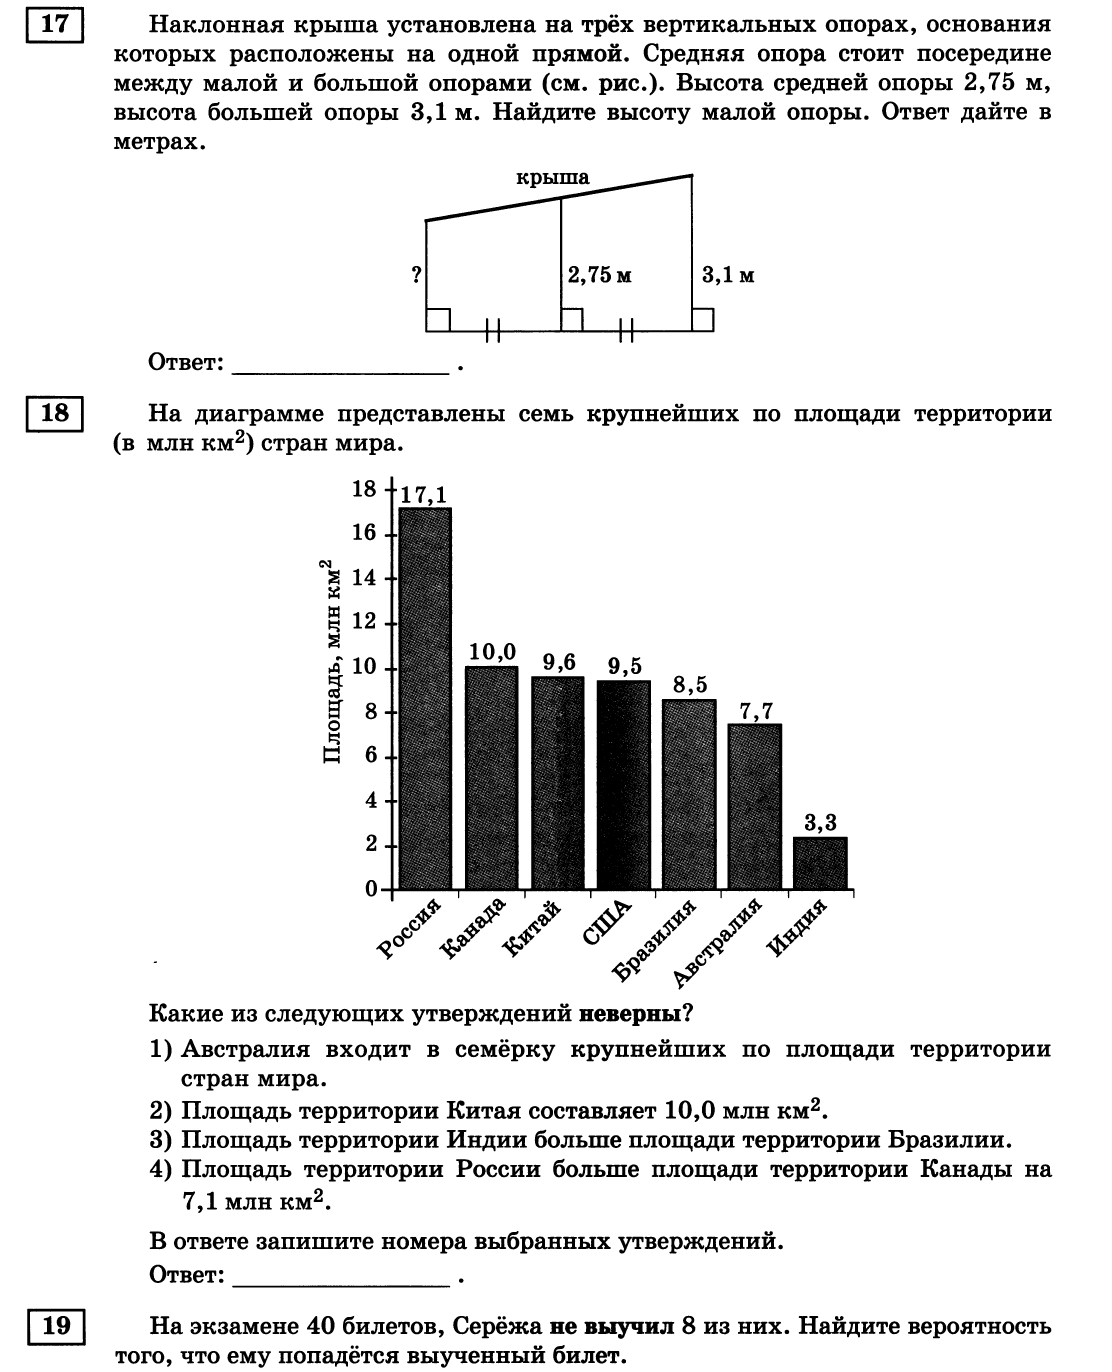 17 Наклонная крыша установлена на трёх вертикальных опорах, основания
которых расположены на одной прямой. Средняя опора стоит посередине
между малой и большой опорами (см. рис.). Высота средней опоры 2,75 м,
высота большей опоры 3,1 м. Найдите высоту малой опоры. Ответ дайте в
метрах.
крыша
? 2,75 м 3,1 м
Ответ: ____________________ .
18 На диаграмме представлены семь крупнейших по площади территории
(в млн км²) стран мира.
Площадь, млн км²
18
16
14
12
10
8
6
4
2
0
17,1
10,0
9,6
9,5
8,5
7,7
3,3
Россия
Канада
Китай
США
Бразилия
Австралия
Индия
Какие из следующих утверждений неверны?
1) Австралия входит в семёрку крупнейших по площади территории
стран мира.
2) Площадь территории Китая составляет 10,0 млн км².
3) Площадь территории Индии больше площади территории Бразилии.
4) Площадь территории России больше площади территории Канады на
7,1 млн км².
В ответе запишите номера выбранных утверждений.
Ответ: ____________________ .
19 На экзамене 40 билетов, Серёжа не выучил 8 из них. Найдите вероятность
того, что ему попадётся выученный билет.